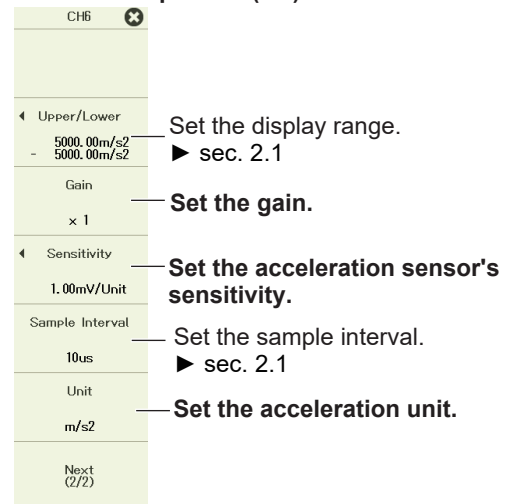 CH6
Upper/Lower
5000.00m/s2
- 5000.00m/s2
Set the display range.
► sec. 2.1
Gain
× 1
Set the gain.
Sensitivity
1.00mV/Unit
Set the acceleration sensor's
sensitivity.
Sample Interval
10us
Set the sample interval.
► sec. 2.1
Unit
m/s2
Set the acceleration unit.
Next
(2/2)